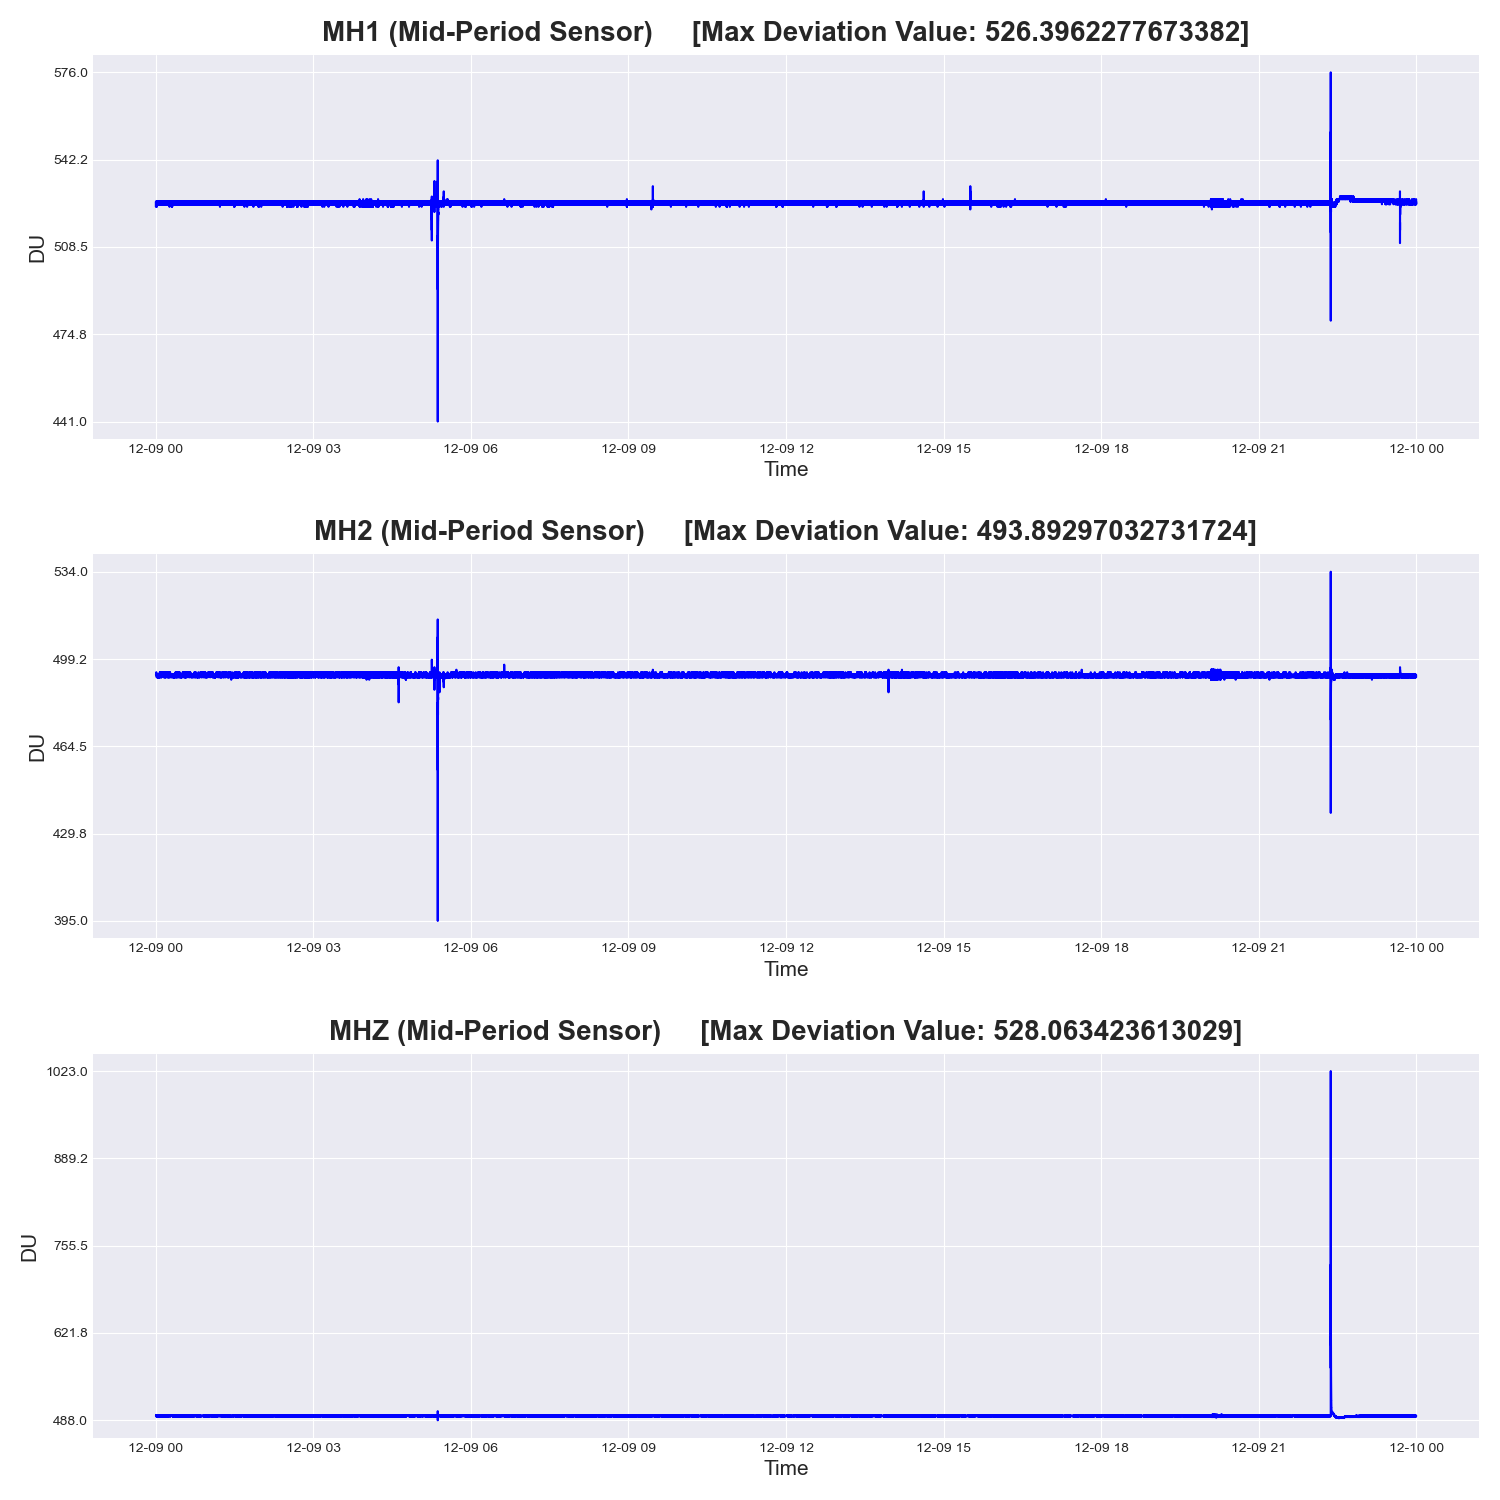 MH1 (Mid-Period Sensor) [Max Deviation Value: 526.3962277673382]
576.0
542.2
508.5
474.8
441.0
DU
12-09 00 12-09 03 12-09 06 12-09 09 12-09 12 12-09 15 12-09 18 12-09 21 12-10 00
Time
MH2 (Mid-Period Sensor) [Max Deviation Value: 493.89297032731724]
534.0
499.2
464.5
429.8
395.0
DU
12-09 00 12-09 03 12-09 06 12-09 09 12-09 12 12-09 15 12-09 18 12-09 21 12-10 00
Time
MHZ (Mid-Period Sensor) [Max Deviation Value: 528.063423613029]
1023.0
889.2
755.5
621.8
488.0
DU
12-09 00 12-09 03 12-09 06 12-09 09 12-09 12 12-09 15 12-09 18 12-09 21 12-10 00
Time